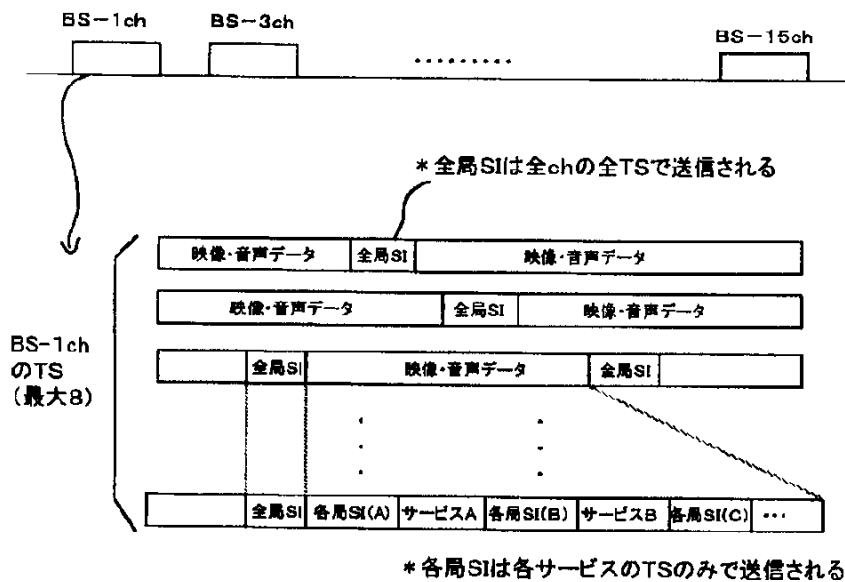 BS-1ch
BS-3ch
BS-15ch
*全局SIは全chの全TSで送信される
映像・音声データ 全局SI 映像・音声データ
映像・音声データ 全局SI 映像・音声データ
BS-1ch
のTS
(最大8)
全局SI 映像・音声データ 全局SI
全局SI 各局SI(A) サービスA 各局SI(B) サービスB 各局SI(C) …
*各局SIは各サービスのTSのみで送信される